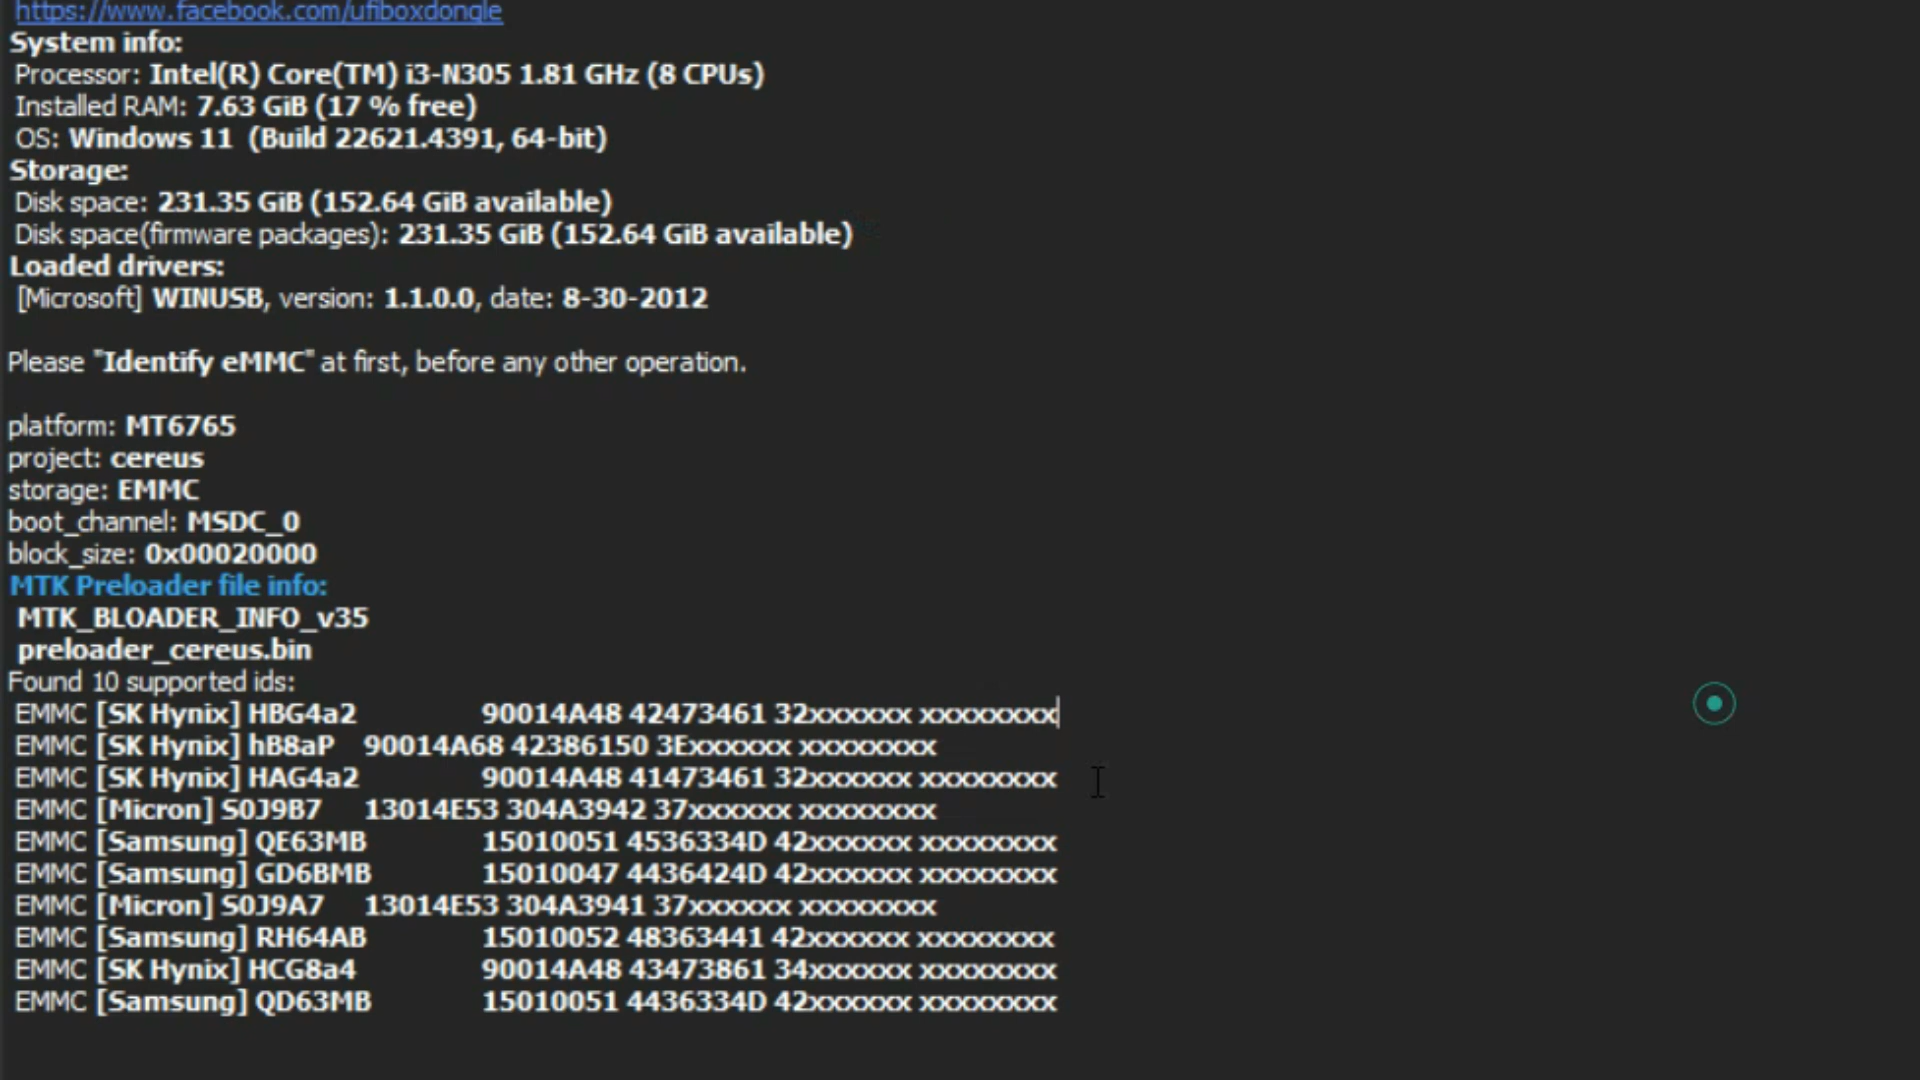 https://www.facebook.com/ufiboxdongle
System info:
Processor: Intel(R) Core(TM) i3-N305 1.81 GHz (8 CPUs)
Installed RAM: 7.63 GiB (17 % free)
OS: Windows 11 (Build 22621.4391, 64-bit)
Storage:
Disk space: 231.35 GiB (152.64 GiB available)
Disk space(firmware packages): 231.35 GiB (152.64 GiB available)
Loaded drivers:
[Microsoft] WINUSB, version: 1.1.0.0, date: 8-30-2012
Please "Identify eMMC" at first, before any other operation.
platform: MT6765
project: cereus
storage: EMMC
boot_channel: MSDC_0
block_size: 0x00020000
MTK Preloader file info:
MTK_BLOADER_INFO_v35
preloader_cereus.bin
Found 10 supported ids:
EMMC [SK Hynix] HBG4a2 90014A48 42473461 32xxxxxx xxxxxxxx
EMMC [SK Hynix] hB8aP 90014A68 42386150 3Exxxxxx xxxxxxxx
EMMC [SK Hynix] HAG4a2 90014A48 41473461 32xxxxxx xxxxxxxx
EMMC [Micron] S0J9B7 13014E53 304A3942 37xxxxxx xxxxxxxx
EMMC [Samsung] QE63MB 15010051 4536334D 42xxxxxx xxxxxxxx
EMMC [Samsung] GD6BMB 15010047 4436424D 42xxxxxx xxxxxxxx
EMMC [Micron] S0J9A7 13014E53 304A3941 37xxxxxx xxxxxxxx
EMMC [Samsung] RH64AB 15010052 48363441 42xxxxxx xxxxxxxx
EMMC [SK Hynix] HCG8a4 90014A48 43473861 34xxxxxx xxxxxxxx
EMMC [Samsung] QD63MB 15010051 4436334D 42xxxxxx xxxxxxxx